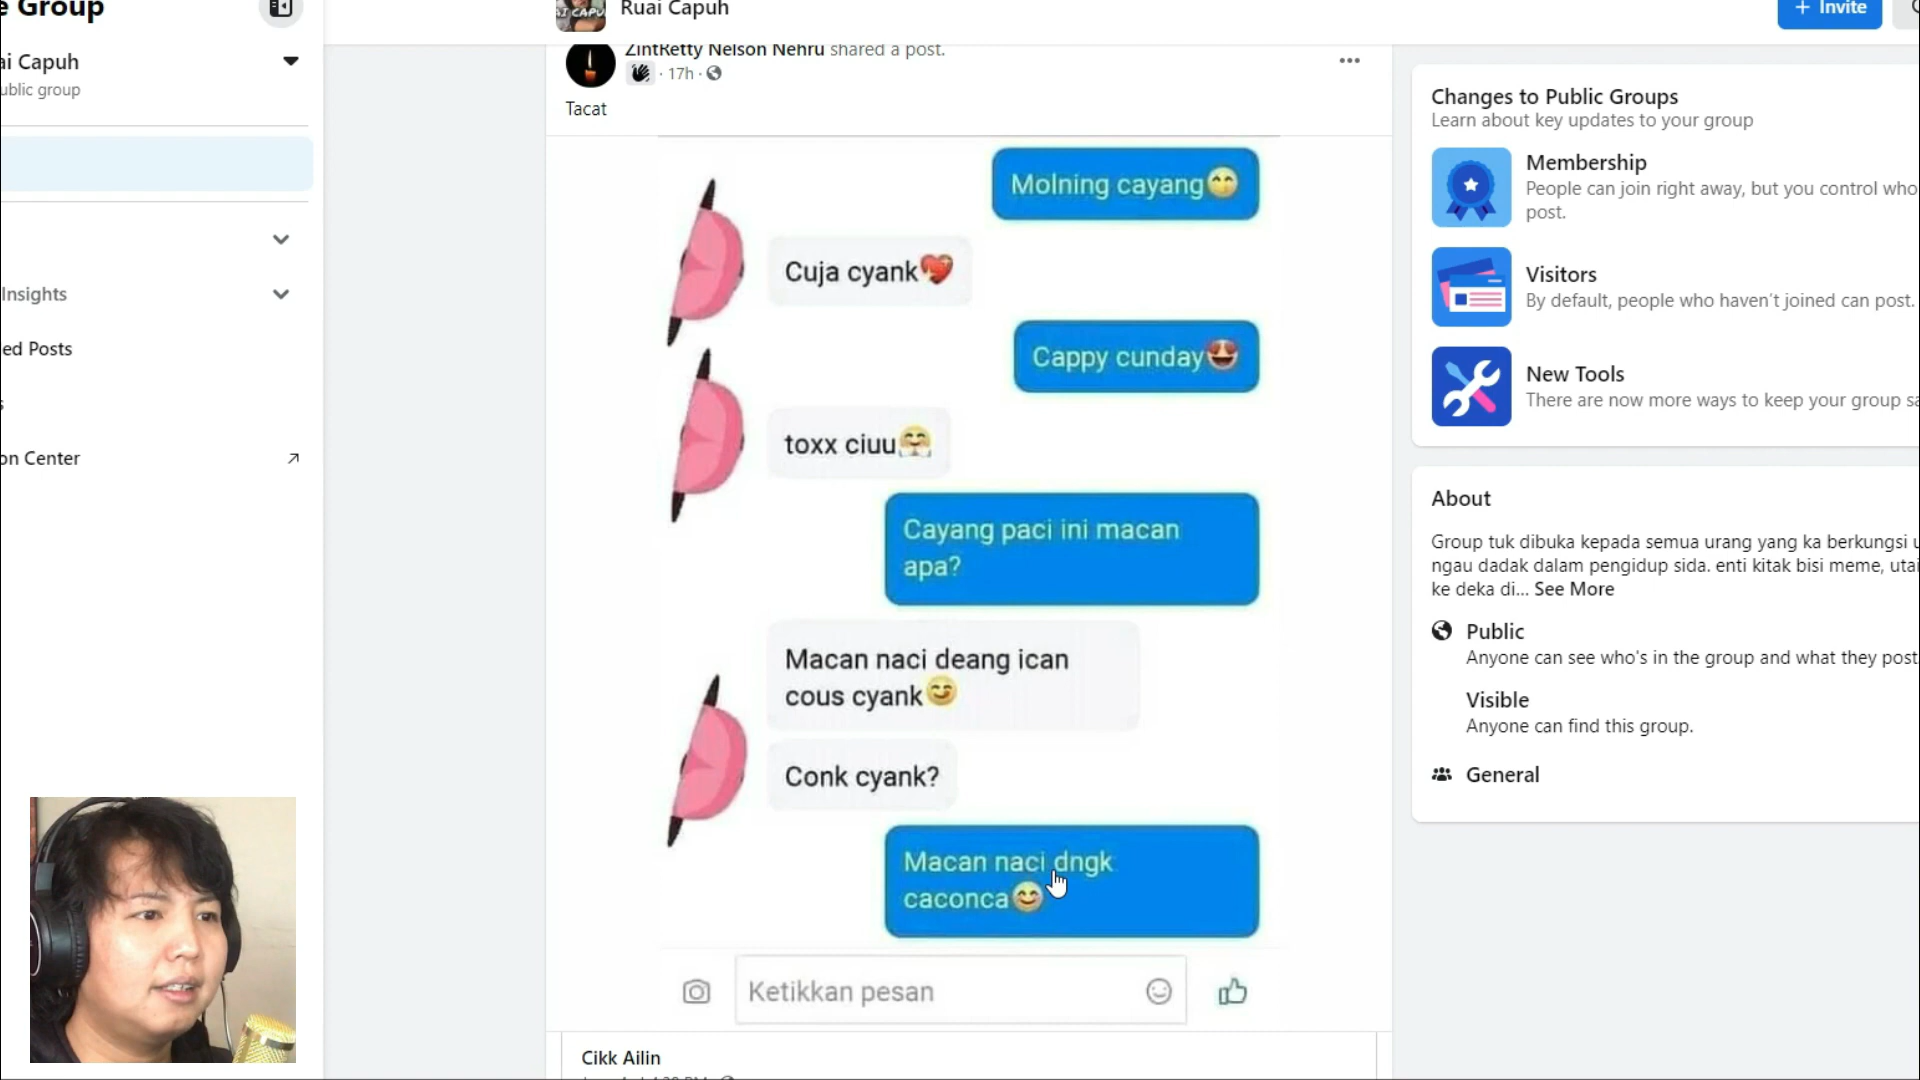 e Group
ai Capuh
ublic group
Insights
ed Posts
s
on Center
Ruai Capuh
+ Invite
ZintRetty Nelson Nehru shared a post.
· 17h ·
Tacat
Molning cayang
Cuja cyank
Cappy cunday
toxx ciuu
Cayang paci ini macan
apa?
Macan naci deang ican
cous cyank
Conk cyank?
Macan naci dngk
caconca
Ketikkan pesan
Cikk Ailin
Changes to Public Groups
Learn about key updates to your group
Membership
People can join right away, but you control who
post.
Visitors
By default, people who haven't joined can post.
New Tools
There are now more ways to keep your group sa
About
Group tuk dibuka kepada semua urang yang ka berkungsi u
ngau dadak dalam pengidup sida. enti kitak bisi meme, utai
ke deka di... See More
Public
Anyone can see who's in the group and what they post.
Visible
Anyone can find this group.
General